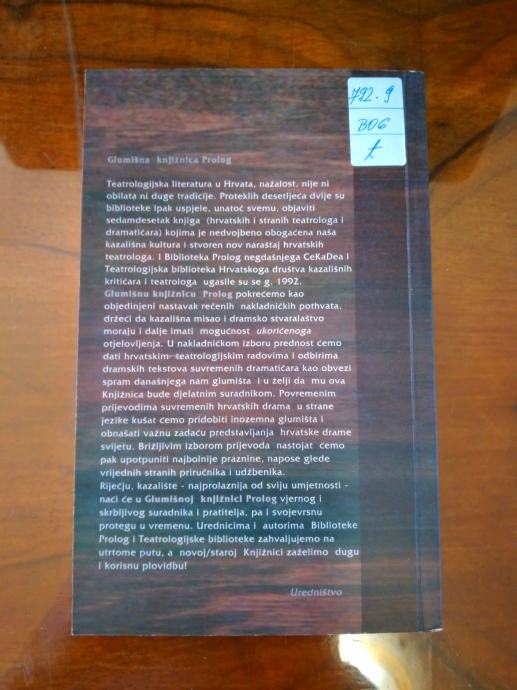 792.9
BOG
t
Glumišna knjižnica Prolog
Teatrologijska literatura u Hrvata, nažalost, nije ni
obilata ni duge tradicije. Proteklih desetljeća dvije su
biblioteke ipak uspjele, unatoč svemu, objaviti
sedamdesetak knjiga (hrvatskih i stranih teatrologa i
dramatičara) kojima je nedvojbeno obogaćena naša
kazališna kultura i stvoren nov naraštaj hrvatskih
teatrologa. I Biblioteka Prolog negdašnjega CeKaDea i
Teatrologijska biblioteka Hrvatskoga društva kazališnih
kritičara i teatrologa ugasile su se g. 1992.
Glumišnu knjižnicu Prolog pokrećemo kao
objedinjeni nastavak rečenih nakladničkih pothvata,
držeći da kazališna misao i dramsko stvaralaštvo
moraju i dalje imati mogućnost ukoričenoga
otjelovljenja. U nakladničkom izboru prednost ćemo
dati hrvatskim teatrologijskim radovima i odbirima
dramskih tekstova suvremenih dramatičara kao obvezi
spram današnjega nam glumišta i u želji da mu ova
Knjižnica bude djelatnim suradnikom. Povremenim
prijevodima suvremenih hrvatskih drama u strane
jezike kušat ćemo pridobiti inozemna glumišta i
obnašati važnu zadaću predstavljanja hrvatske drame
svijetu. Brižljivim izborom prijevoda nastojat ćemo
pak upotpuniti najbolnije praznine, napose glede
vrijednih stranih priručnika i udžbenika.
Riječju, kazalište - najprolaznija od sviju umjetnosti -
naći će u Glumišnoj knjižnici Prolog vjernog i
skrbljivog suradnika i pratitelja, pa i svojevrsnu
protegu u vremenu. Urednicima i autorima Biblioteke
Prolog i Teatrologijske biblioteke zahvaljujemo na
utrtome putu, a novoj/staroj Knjižnici zaželimo dugu
i korisnu plovidbu!
Uredništvo